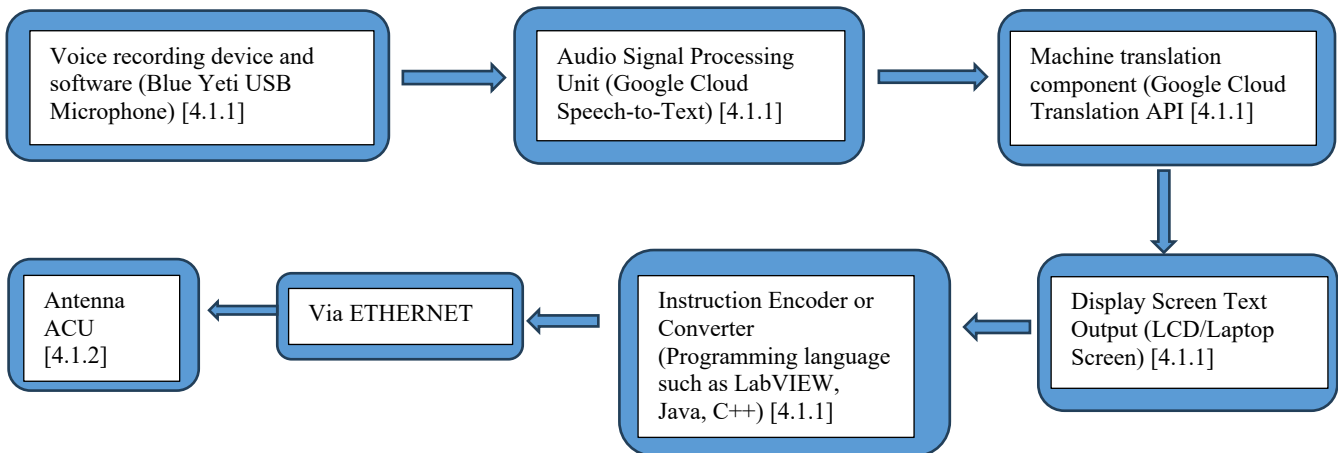 Voice recording device and
software (Blue Yeti USB
Microphone) [4.1.1]
Audio Signal Processing
Unit (Google Cloud
Speech-to-Text) [4.1.1]
Machine translation
component (Google Cloud
Translation API [4.1.1]
Display Screen Text
Output (LCD/Laptop
Screen) [4.1.1]
Instruction Encoder or
Converter
(Programming language
such as LabVIEW,
Java, C++) [4.1.1]
Via ETHERNET
Antenna
ACU
[4.1.2]